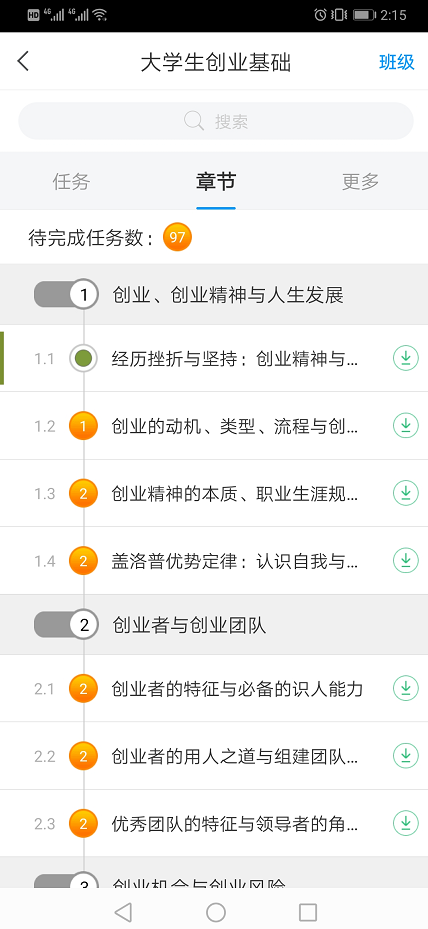 HD 4G 4G 2:15
大学生创业基础 班级
搜索
任务 章节 更多
待完成任务数： 97
1 创业、创业精神与人生发展
1.1 经历挫折与坚持：创业精神与...
1.2 1 创业的动机、类型、流程与创...
1.3 2 创业精神的本质、职业生涯规...
1.4 2 盖洛普优势定律：认识自我与...
2 创业者与创业团队
2.1 2 创业者的特征与必备的识人能力
2.2 2 创业者的用人之道与组建团队...
2.3 2 优秀团队的特征与领导者的角...
3 创业机会与创业风险